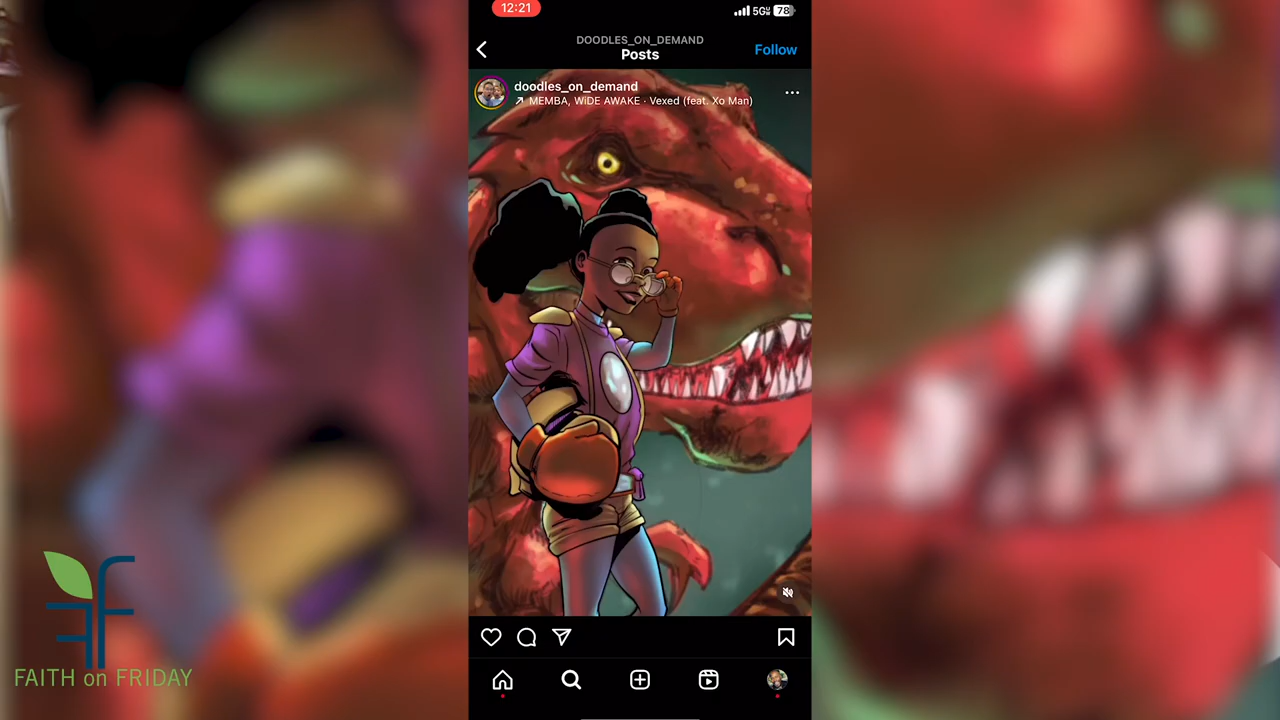 12:21
5G 78
DOODLES_ON_DEMAND
Posts
Follow
doodles_on_demand
MEMBA, WiDE AWAKE · Vexed (feat. Xo Man)
FAITH on FRIDAY